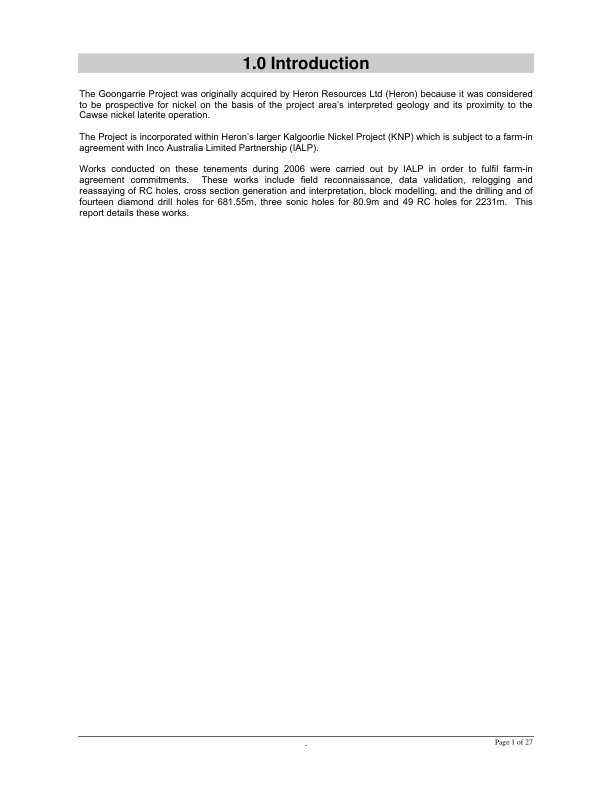 1.0 Introduction
The Goongarrie Project was originally acquired by Heron Resources Ltd (Heron) because it was considered
to be prospective for nickel on the basis of the project area's interpreted geology and its proximity to the
Cawse nickel laterite operation.
The Project is incorporated within Heron's larger Kalgoorlie Nickel Project (KNP) which is subject to a farm-in
agreement with Inco Australia Limited Partnership (IALP).
Works conducted on these tenements during 2006 were carried out by IALP in order to fulfil farm-in
agreement commitments.  These works include field reconnaissance, data validation, relogging and
reassaying of RC holes, cross section generation and interpretation, block modelling, and the drilling and of
fourteen diamond drill holes for 681.55m, three sonic holes for 80.9m and 49 RC holes for 2231m.  This
report details these works.
-
Page 1 of 27